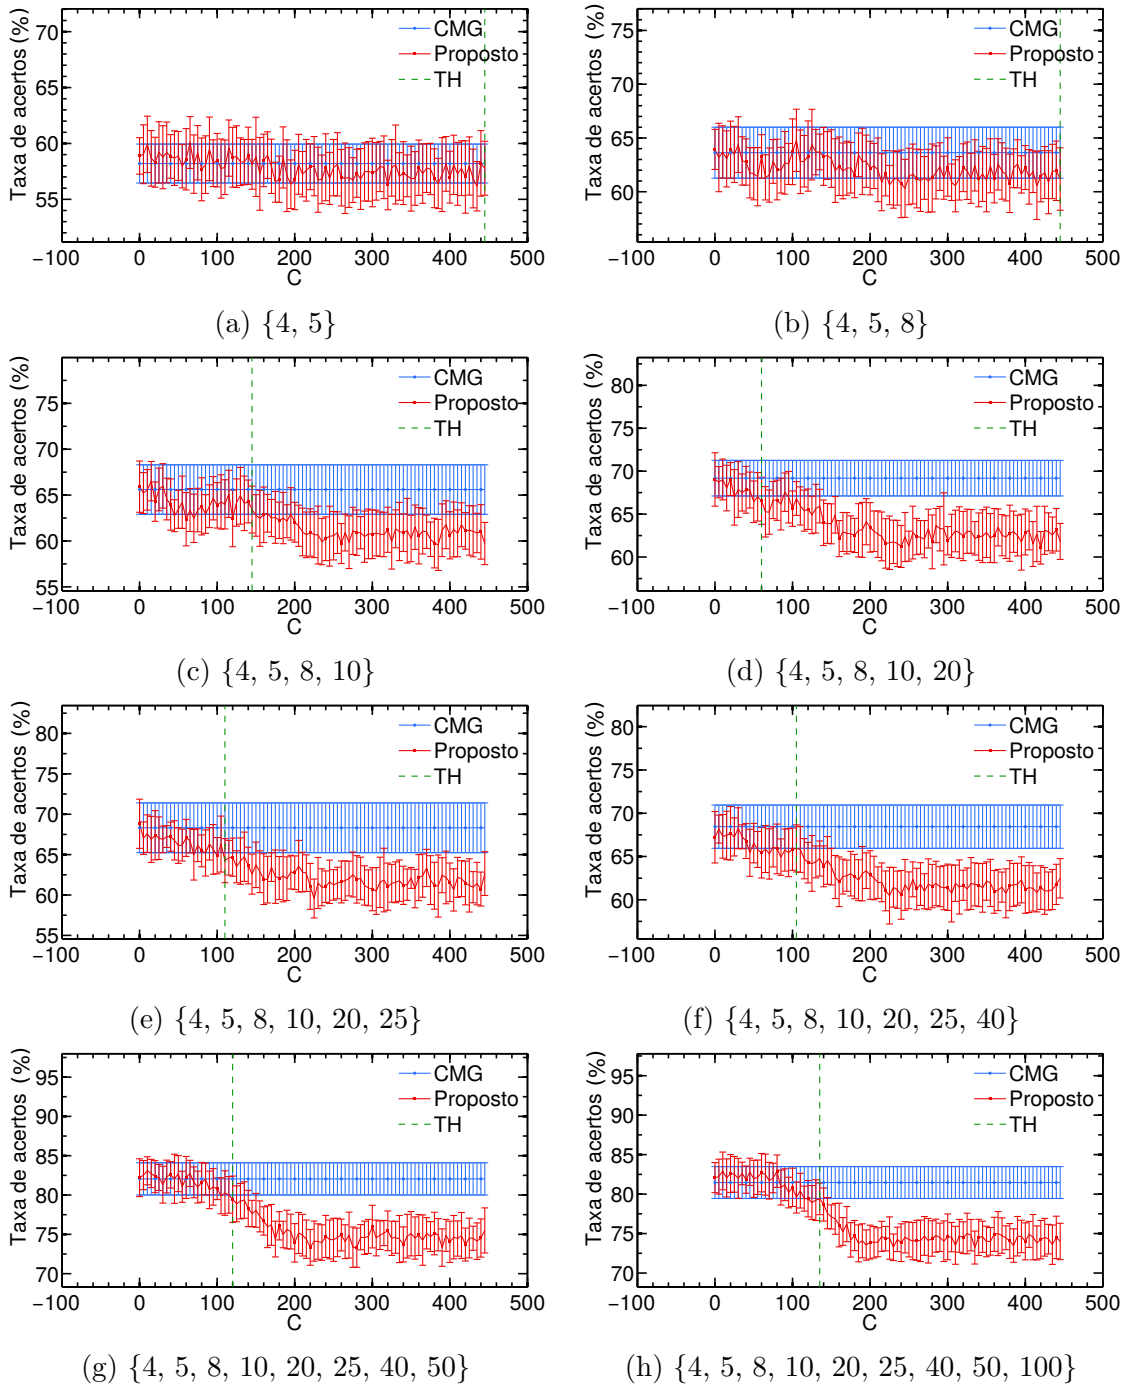 Taxa de acertos (%)
70
65
60
55
−100 0 100 200 300 400 500
C
CMG
Proposto
TH
(a) {4, 5}
Taxa de acertos (%)
75
70
65
60
−100 0 100 200 300 400 500
C
CMG
Proposto
TH
(b) {4, 5, 8}
Taxa de acertos (%)
75
70
65
60
55
−100 0 100 200 300 400 500
C
CMG
Proposto
TH
(c) {4, 5, 8, 10}
Taxa de acertos (%)
80
75
70
65
60
−100 0 100 200 300 400 500
C
CMG
Proposto
TH
(d) {4, 5, 8, 10, 20}
Taxa de acertos (%)
80
75
70
65
60
55
−100 0 100 200 300 400 500
C
CMG
Proposto
TH
(e) {4, 5, 8, 10, 20, 25}
Taxa de acertos (%)
80
75
70
65
60
−100 0 100 200 300 400 500
C
CMG
Proposto
TH
(f) {4, 5, 8, 10, 20, 25, 40}
Taxa de acertos (%)
95
90
85
80
75
70
−100 0 100 200 300 400 500
C
CMG
Proposto
TH
(g) {4, 5, 8, 10, 20, 25, 40, 50}
Taxa de acertos (%)
95
90
85
80
75
70
−100 0 100 200 300 400 500
C
CMG
Proposto
TH
(h) {4, 5, 8, 10, 20, 25, 40, 50, 100}